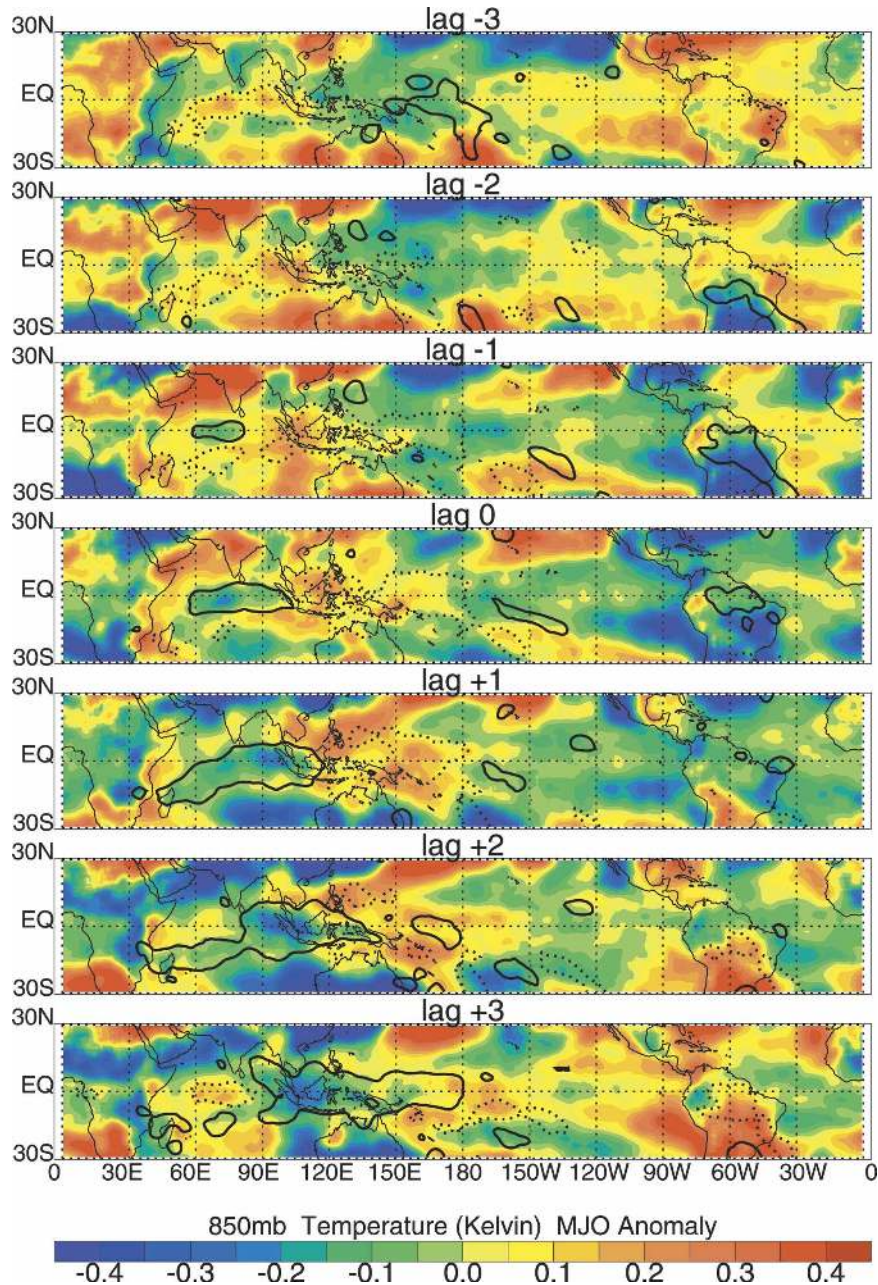 lag -3
30N
EQ
30S
lag -2
30N
EQ
30S
lag -1
30N
EQ
30S
lag 0
30N
EQ
30S
lag +1
30N
EQ
30S
lag +2
30N
EQ
30S
lag +3
30N
EQ
30S
0 30E 60E 90E 120E 150E 180 150W 120W 90W 60W 30W 0
850mb Temperature (Kelvin) MJO Anomaly
-0.4 -0.3 -0.2 -0.1 0.0 0.1 0.2 0.3 0.4